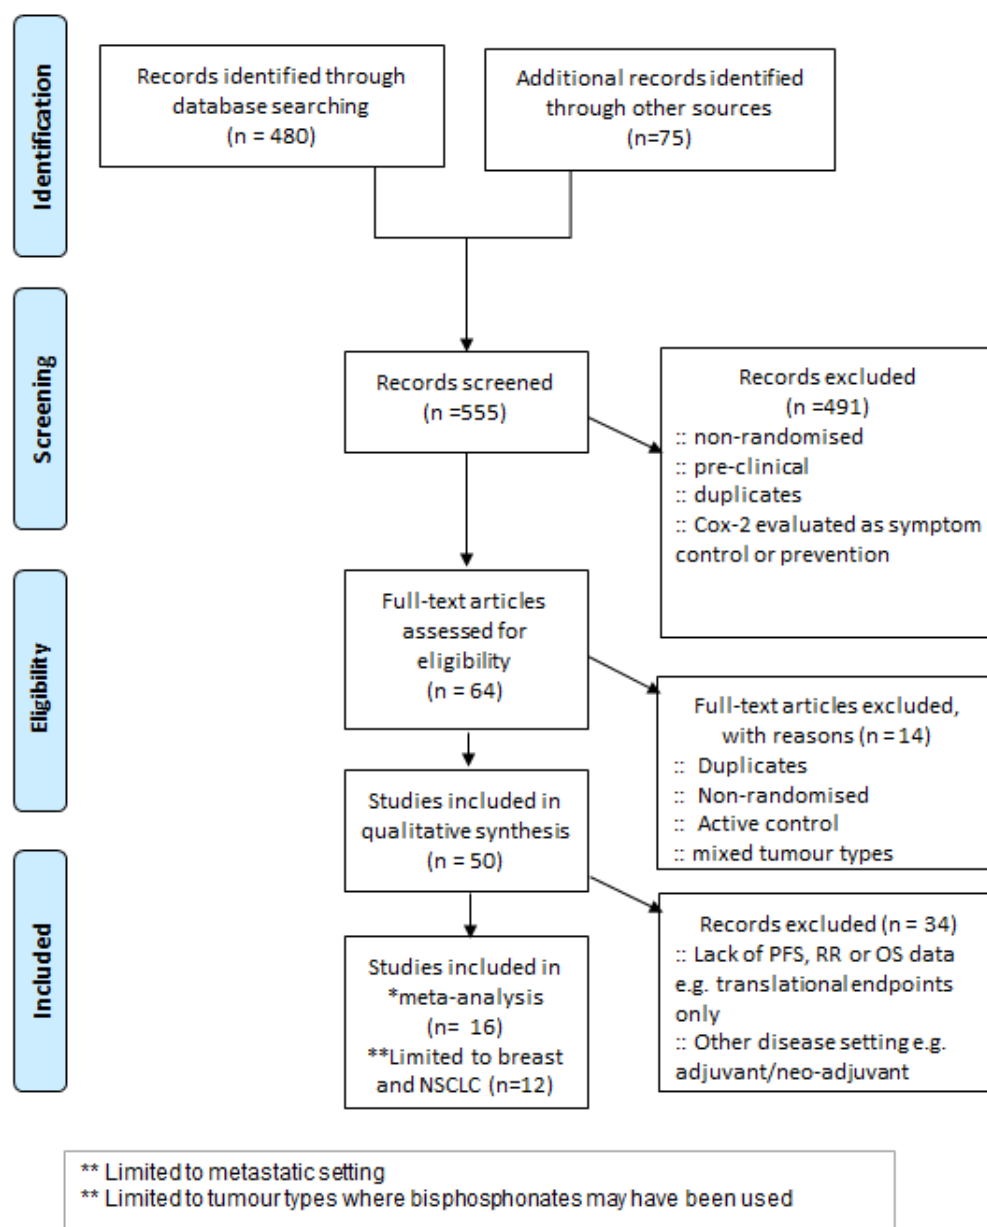 Identification
Records identified through
database searching
(n = 480)
Additional records identified
through other sources
(n=75)
Screening
Records screened
(n =555)
Records excluded
(n =491)
:: non-randomised
:: pre-clinical
:: duplicates
:: Cox-2 evaluated as symptom
control or prevention
Eligibility
Full-text articles
assessed for
eligibility
(n = 64)
Full-text articles excluded,
with reasons (n = 14)
:: Duplicates
:: Non-randomised
:: Active control
:: mixed tumour types
Studies included in
qualitative synthesis
(n = 50)
Included
Records excluded (n = 34)
:: Lack of PFS, RR or OS data
e.g. translational endpoints
only
:: Other disease setting e.g.
adjuvant/neo-adjuvant
Studies included in
*meta-analysis
(n= 16)
**Limited to breast
and NSCLC (n=12)
** Limited to metastatic setting
** Limited to tumour types where bisphosphonates may have been used